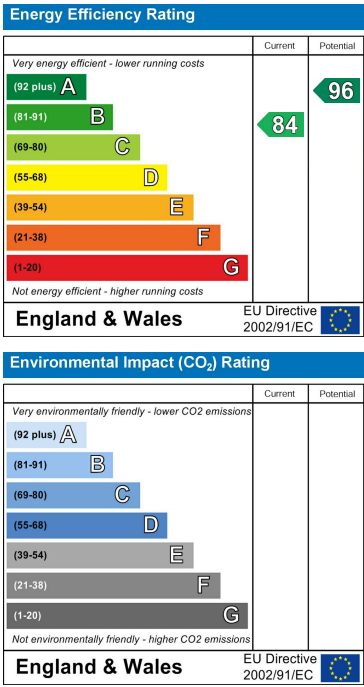 Energy Efficiency Rating
Current Potential
Very energy efficient - lower running costs
(92 plus) A
(81-91) B
(69-80) C
(55-68) D
(39-54) E
(21-38) F
(1-20) G
84
96
Not energy efficient - higher running costs
England & Wales
EU Directive
2002/91/EC
Environmental Impact (CO₂) Rating
Current Potential
Very environmentally friendly - lower CO2 emissions
(92 plus) A
(81-91) B
(69-80) C
(55-68) D
(39-54) E
(21-38) F
(1-20) G
Not environmentally friendly - higher CO2 emissions
England & Wales
EU Directive
2002/91/EC